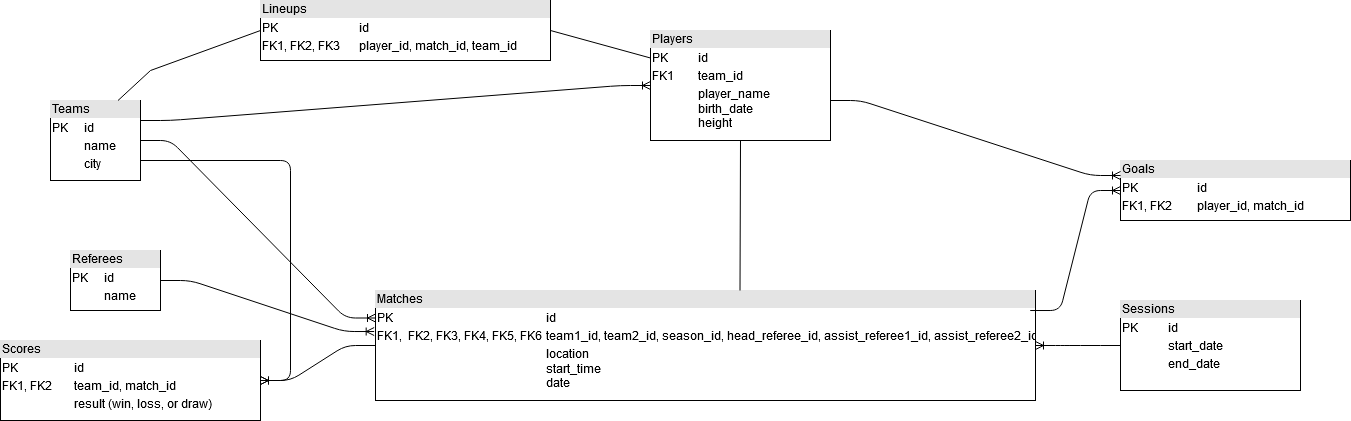 Lineups
PK id
FK1, FK2, FK3 player_id, match_id, team_id
Players
PK id
FK1 team_id
player_name
birth_date
height
Teams
PK id
name
city
Goals
PK id
FK1, FK2 player_id, match_id
Referees
PK id
name
Matches
PK id
FK1, FK2, FK3, FK4, FK5, FK6 team1_id, team2_id, season_id, head_referee_id, assist_referee1_id, assist_referee2_id
location
start_time
date
Sessions
PK id
start_date
end_date
Scores
PK id
FK1, FK2 team_id, match_id
result (win, loss, or draw)